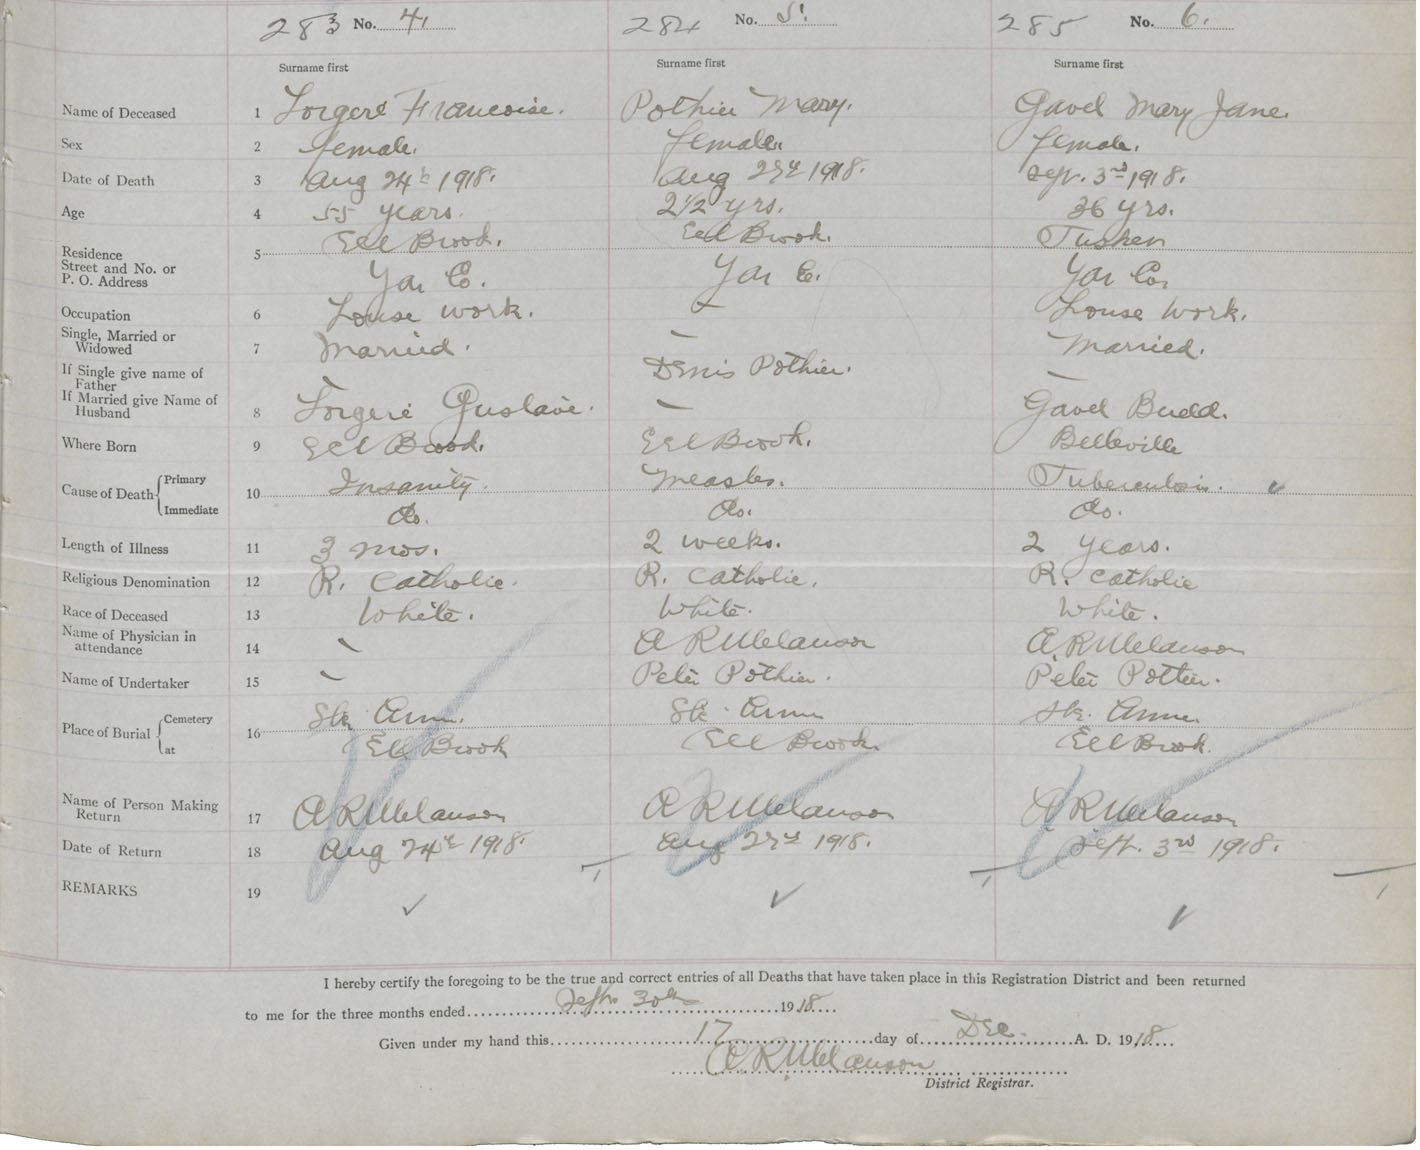 283 No. 4. 284 No. 5. 285 No. 6.
Surname first Surname first Surname first
Name of Deceased 1 Forgere Francoise. Pothier Mary. Gavel Mary Jane.
Sex 2 female. female. female.
Date of Death 3 Aug 24th 1918. Aug 1918. Sept. 3rd 1918.
Age 4 55 years. 2 1/2 yrs. 36 yrs.
Residence
Street and No. or
P. O. Address
5 Eel Brook. Eel Brook. Tusken
Yar Co. Yar Co. Yar Co.
Occupation 6 House work. – House work.
Single, Married or
Widowed 7 Married. – Married.
If Single give name of
Father – Denis Pothier. –
If Married give Name of
Husband 8 Forgere Gustave. – Gavel Budd.
Where Born 9 Eel Brook. Eel Brook. Belleville
Cause of Death Primary 10 Insanity. Measles. Tuberculosis.
Immediate Do. Do. Do.
Length of Illness 11 3 mos. 2 weeks. 2 years.
Religious Denomination 12 R. Catholic. R. Catholic. R. Catholic
Race of Deceased 13 White. White. White.
Name of Physician in
attendance 14 – A R Melanson A. R Melanson
Name of Undertaker 15 – Peter Pothier. Peter Pottier.
Place of Burial Cemetery 16 Ste. Anne. Ste. Anne Ste. Anne
at Eel Brook Eel Brook. Eel Brook.
Name of Person Making
Return 17 A R Melanson A R Melanson A R Melanson
Date of Return 18 Aug 24th 1918. Aug 1918. Sept. 3rd 1918.
REMARKS 19
I hereby certify the foregoing to be the true and correct entries of all Deaths that have taken place in this Registration District and been returned
to me for the three months ended Sept. 30th 1918
Given under my hand this 17 day of Dec. A. D. 1918
A R Melanson
District Registrar.